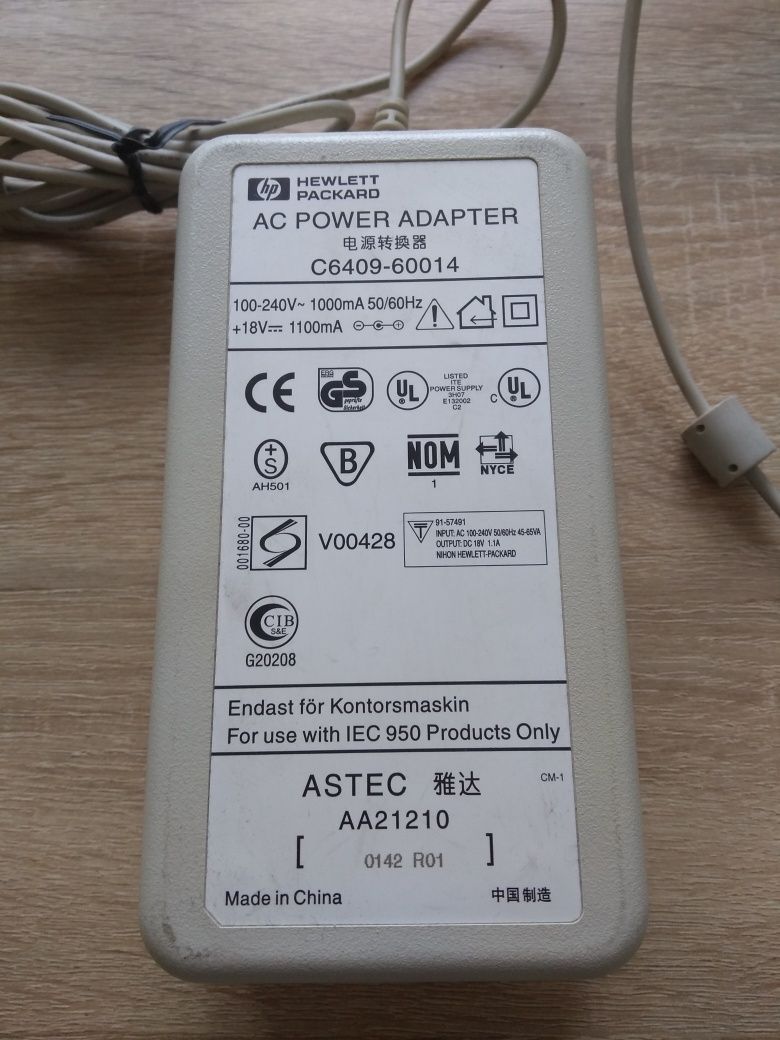 hp HEWLETT
PACKARD
AC POWER ADAPTER
电源转换器
C6409-60014
100-240V~ 1000mA 50/60Hz
+18V⎓ 1100mA
CE
GS
geprüfte
Sicherheit
UL
LISTED
ITE
POWER SUPPLY
3H07
E132002
C2
C UL
+
S
AH501
B
NOM
1
NYCE
001680-00
V00428
T
91-57491
INPUT: AC 100-240V 50/60Hz 45-65VA
OUTPUT: DC 18V 1.1A
NIHON HEWLETT-PACKARD
CIB
S&E
G20208
Endast för Kontorsmaskin
For use with IEC 950 Products Only
ASTEC 雅达
CM-1
AA21210
[ 0142 R01 ]
Made in China
中国制造